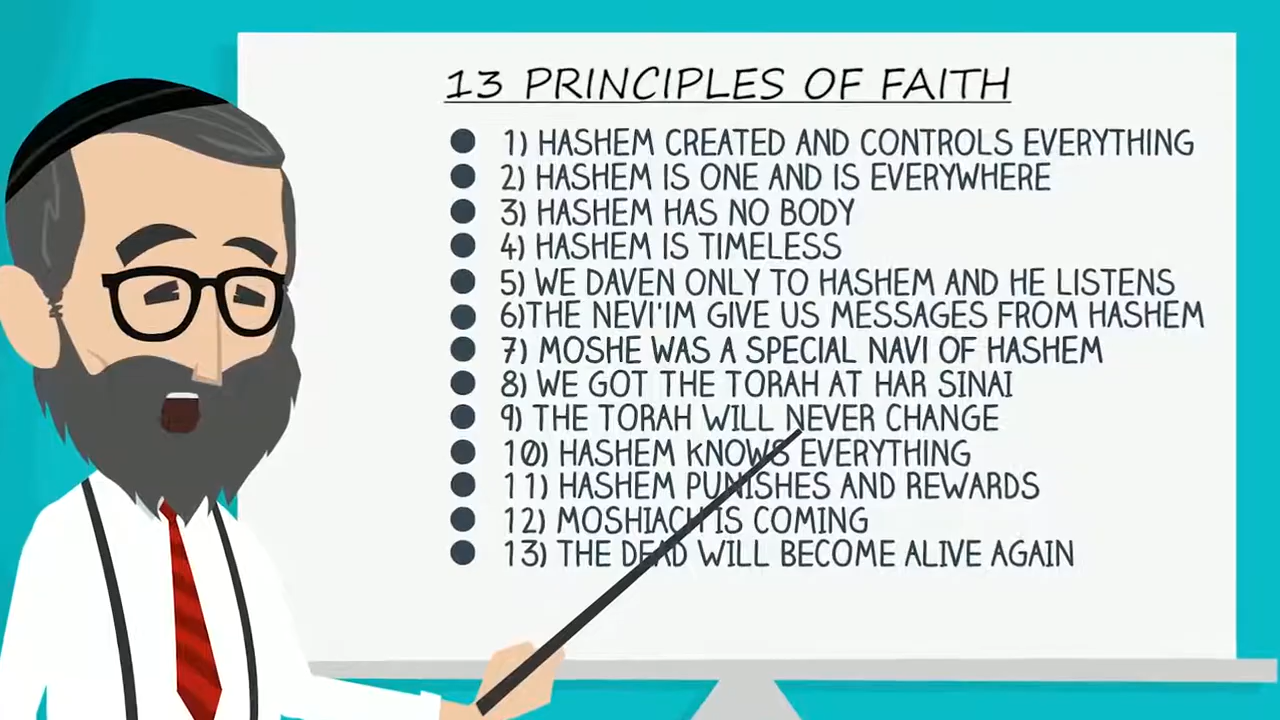 13 PRINCIPLES OF FAITH
1) HASHEM CREATED AND CONTROLS EVERYTHING
2) HASHEM IS ONE AND IS EVERYWHERE
3) HASHEM HAS NO BODY
4) HASHEM IS TIMELESS
5) WE DAVEN ONLY TO HASHEM AND HE LISTENS
6)THE NEVI'IM GIVE US MESSAGES FROM HASHEM
7) MOSHE WAS A SPECIAL NAVI OF HASHEM
8) WE GOT THE TORAH AT HAR SINAI
9) THE TORAH WILL NEVER CHANGE
10) HASHEM KNOWS EVERYTHING
11) HASHEM PUNISHES AND REWARDS
12) MOSHIACH IS COMING
13) THE DEAD WILL BECOME ALIVE AGAIN